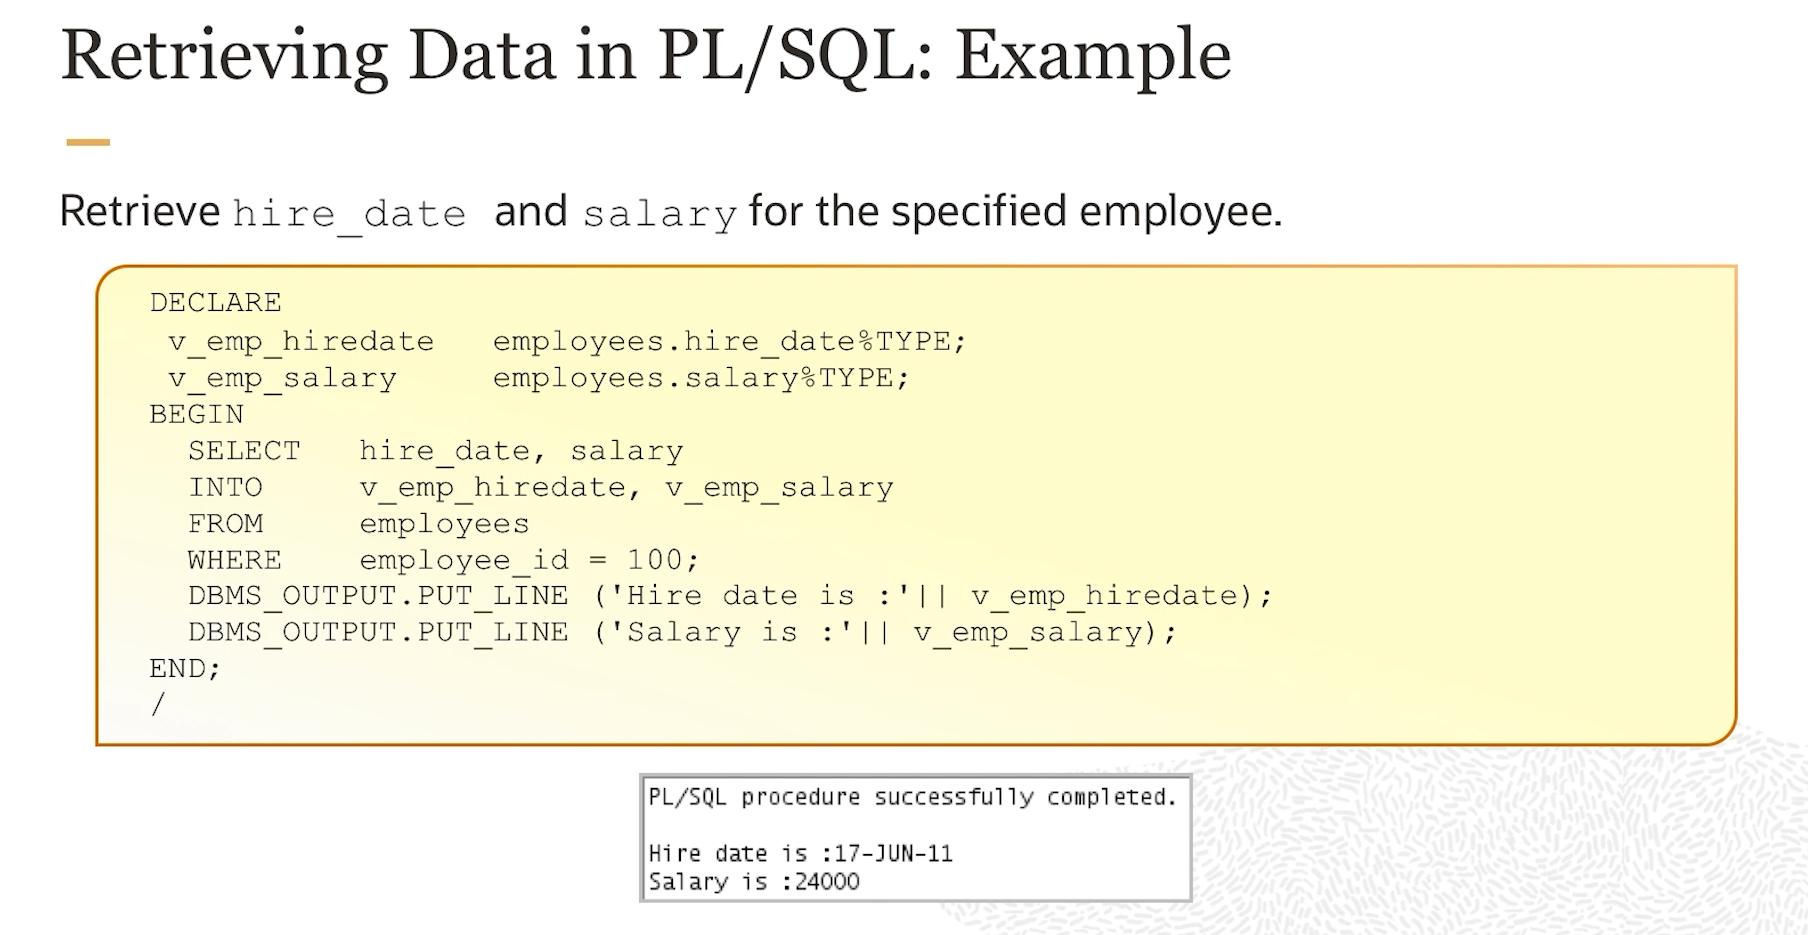 Retrieving Data in PL/SQL: Example
Retrieve hire_date and salary for the specified employee.
DECLARE
v_emp_hiredate employees.hire_date%TYPE;
v_emp_salary employees.salary%TYPE;
BEGIN
SELECT hire_date, salary
INTO v_emp_hiredate, v_emp_salary
FROM employees
WHERE employee_id = 100;
DBMS_OUTPUT.PUT_LINE ('Hire date is :'|| v_emp_hiredate);
DBMS_OUTPUT.PUT_LINE ('Salary is :'|| v_emp_salary);
END;
/
PL/SQL procedure successfully completed.
Hire date is :17-JUN-11
Salary is :24000